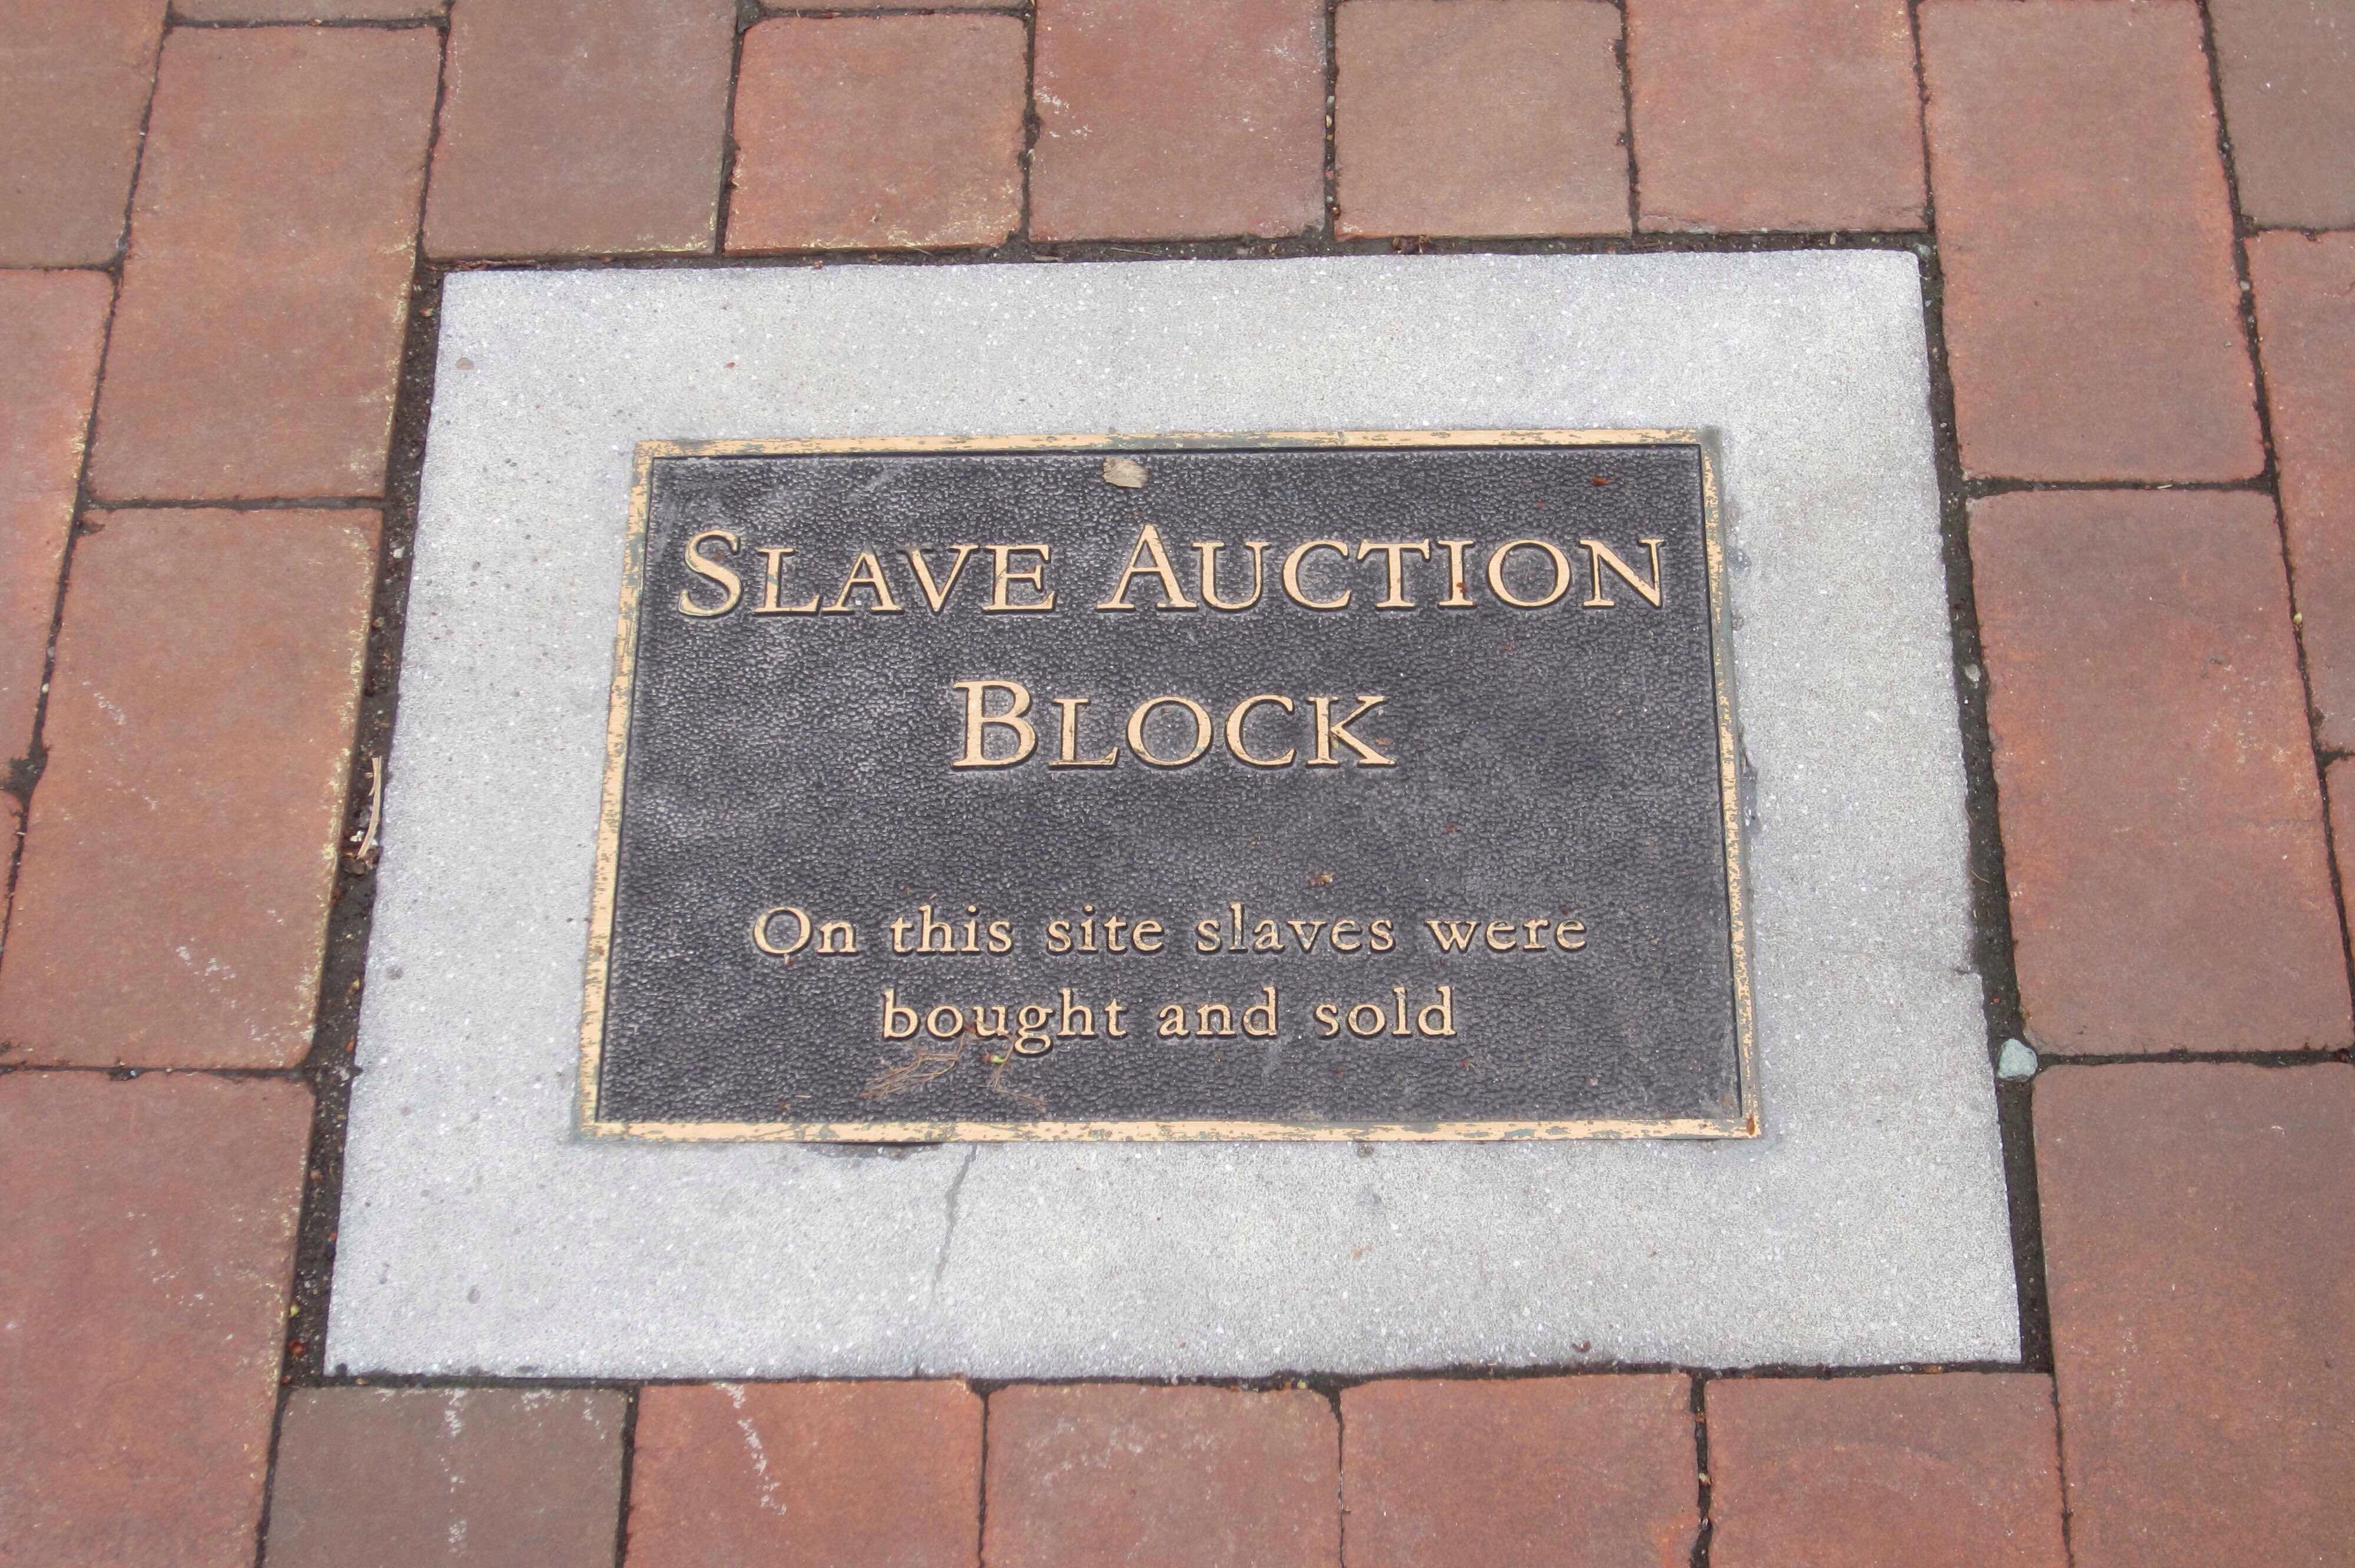 SLAVE AUCTION
BLOCK
On this site slaves were
bought and sold